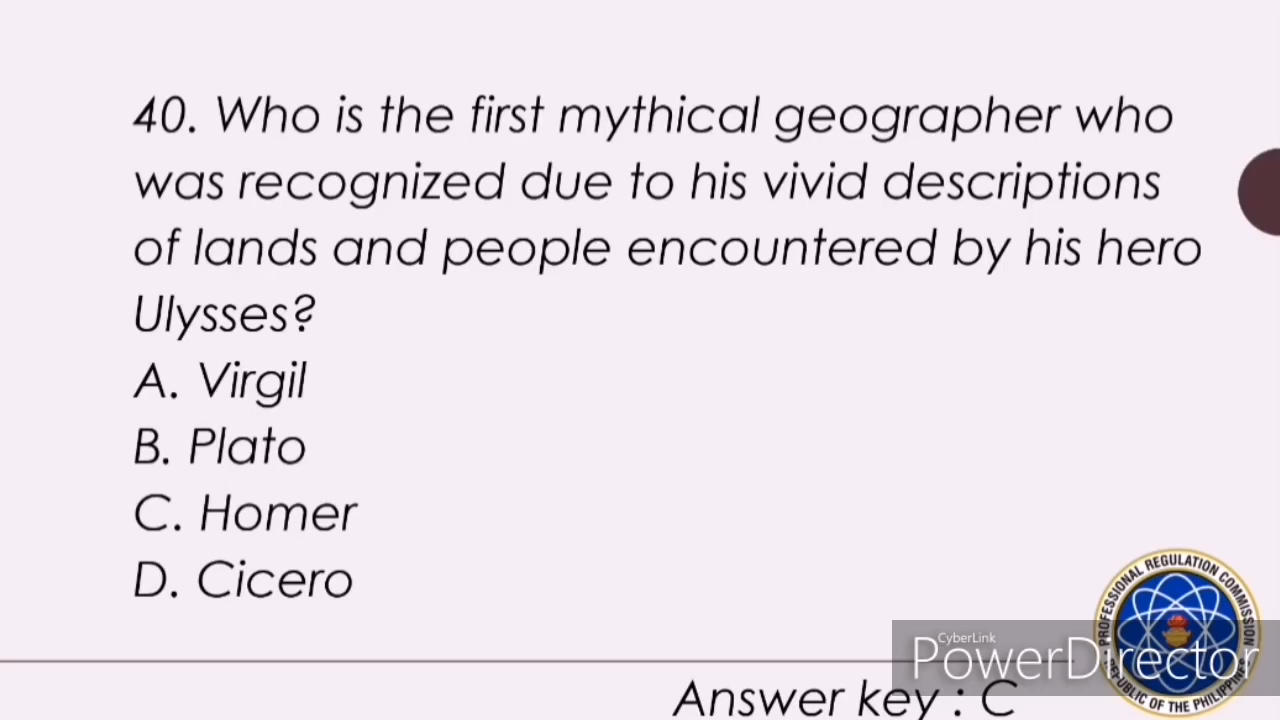 40. Who is the first mythical geographer who
was recognized due to his vivid descriptions
of lands and people encountered by his hero
Ulysses?
A. Virgil
B. Plato
C. Homer
D. Cicero
PROFESSIONAL REGULATION COMMISSION
REPUBLIC OF THE PHILIPPINES
CyberLink
PowerDirector
Answer key : C